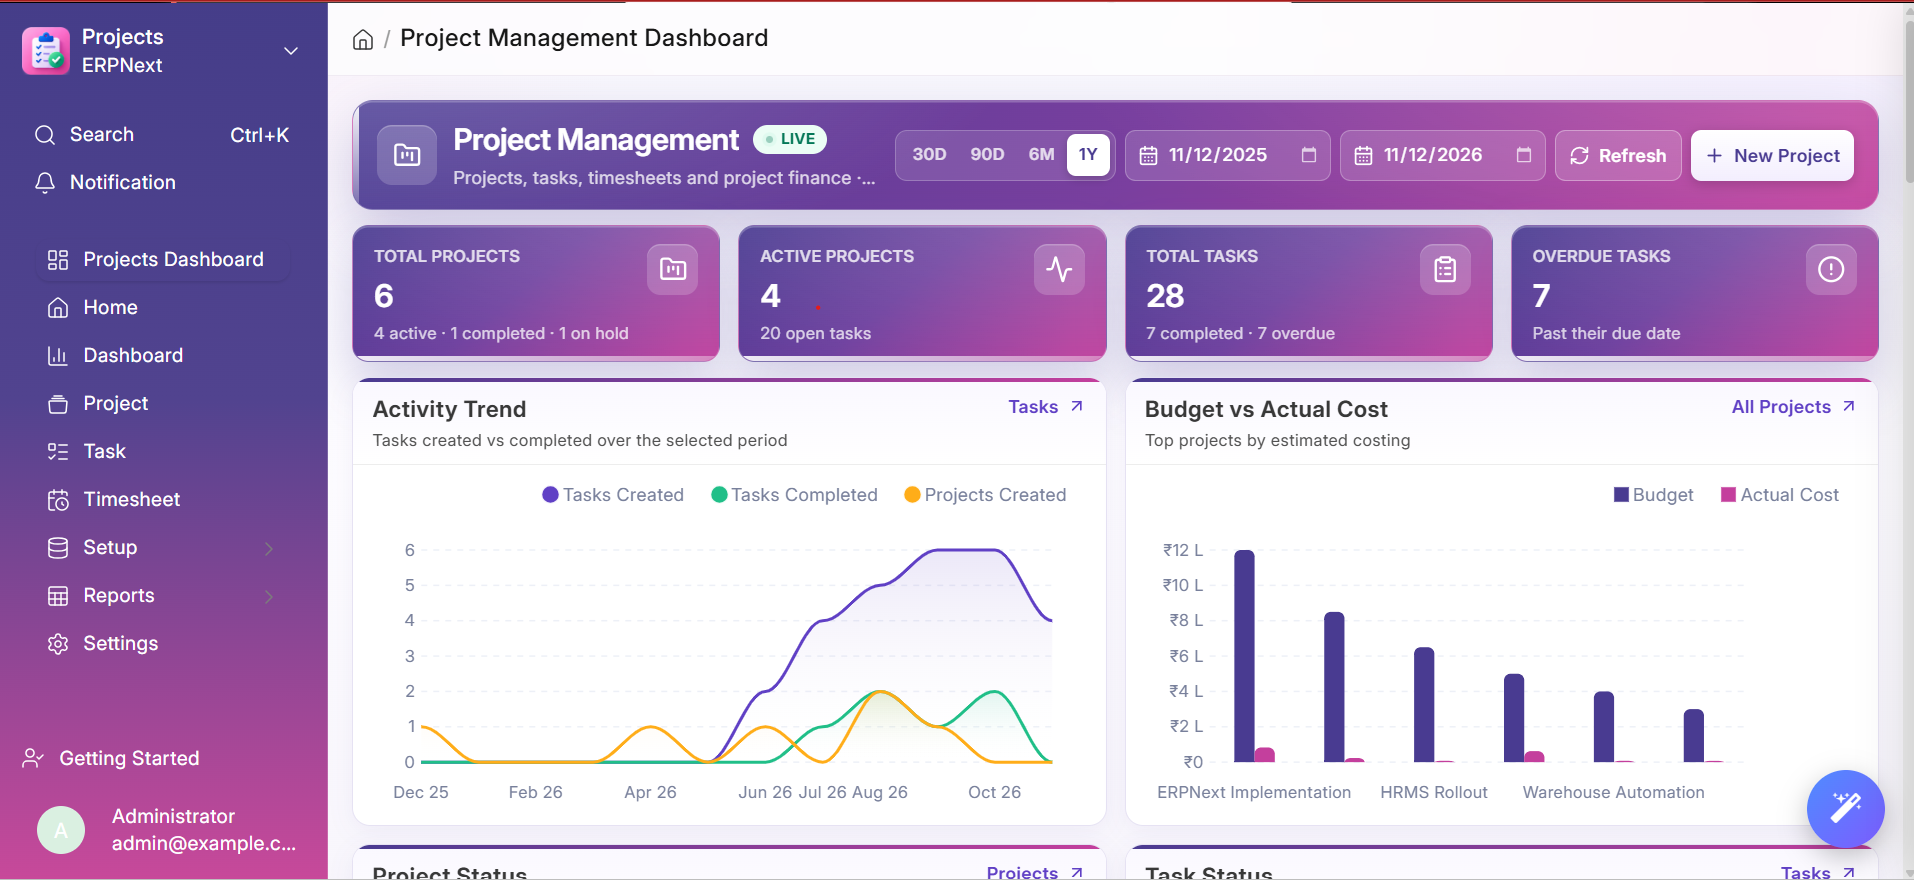 Projects
ERPNext
Search Ctrl+K
Notification
Projects Dashboard
Home
Dashboard
Project
Task
Timesheet
Setup
Reports
Settings
Getting Started
A
Administrator
admin@example.c...
/ Project Management Dashboard
Project Management LIVE
Projects, tasks, timesheets and project finance ·...
30D 90D 6M 1Y 11/12/2025 11/12/2026 Refresh + New Project
TOTAL PROJECTS
6
4 active · 1 completed · 1 on hold
ACTIVE PROJECTS
4
20 open tasks
TOTAL TASKS
28
7 completed · 7 overdue
OVERDUE TASKS
7
Past their due date
Activity Trend Tasks
Tasks created vs completed over the selected period
Tasks Created Tasks Completed Projects Created
6
5
4
3
2
1
0
Dec 25 Feb 26 Apr 26 Jun 26 Jul 26 Aug 26 Oct 26
Budget vs Actual Cost All Projects
Top projects by estimated costing
Budget Actual Cost
₹12 L
₹10 L
₹8 L
₹6 L
₹4 L
₹2 L
₹0
ERPNext Implementation HRMS Rollout Warehouse Automation
Project Status Projects
Task Status Tasks